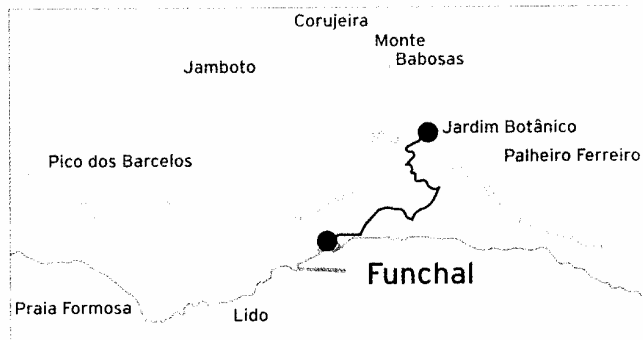 Corujeira
Monte
Babosas
Jamboto
Jardim Botânico
Palheiro Ferreiro
Pico dos Barcelos
Funchal
Praia Formosa
Lido